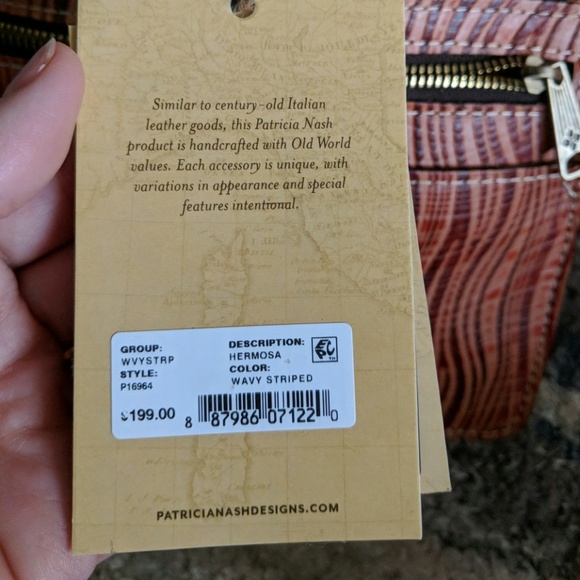 Similar to century-old Italian
leather goods, this Patricia Nash
product is handcrafted with Old World
values. Each accessory is unique, with
variations in appearance and special
features intentional.
GROUP:
WVYSTRP
STYLE:
P16964
$199.00
DESCRIPTION:
HERMOSA
COLOR:
WAVY STRIPED
8 87986 07122 0
PATRICIANASHDESIGNS.COM